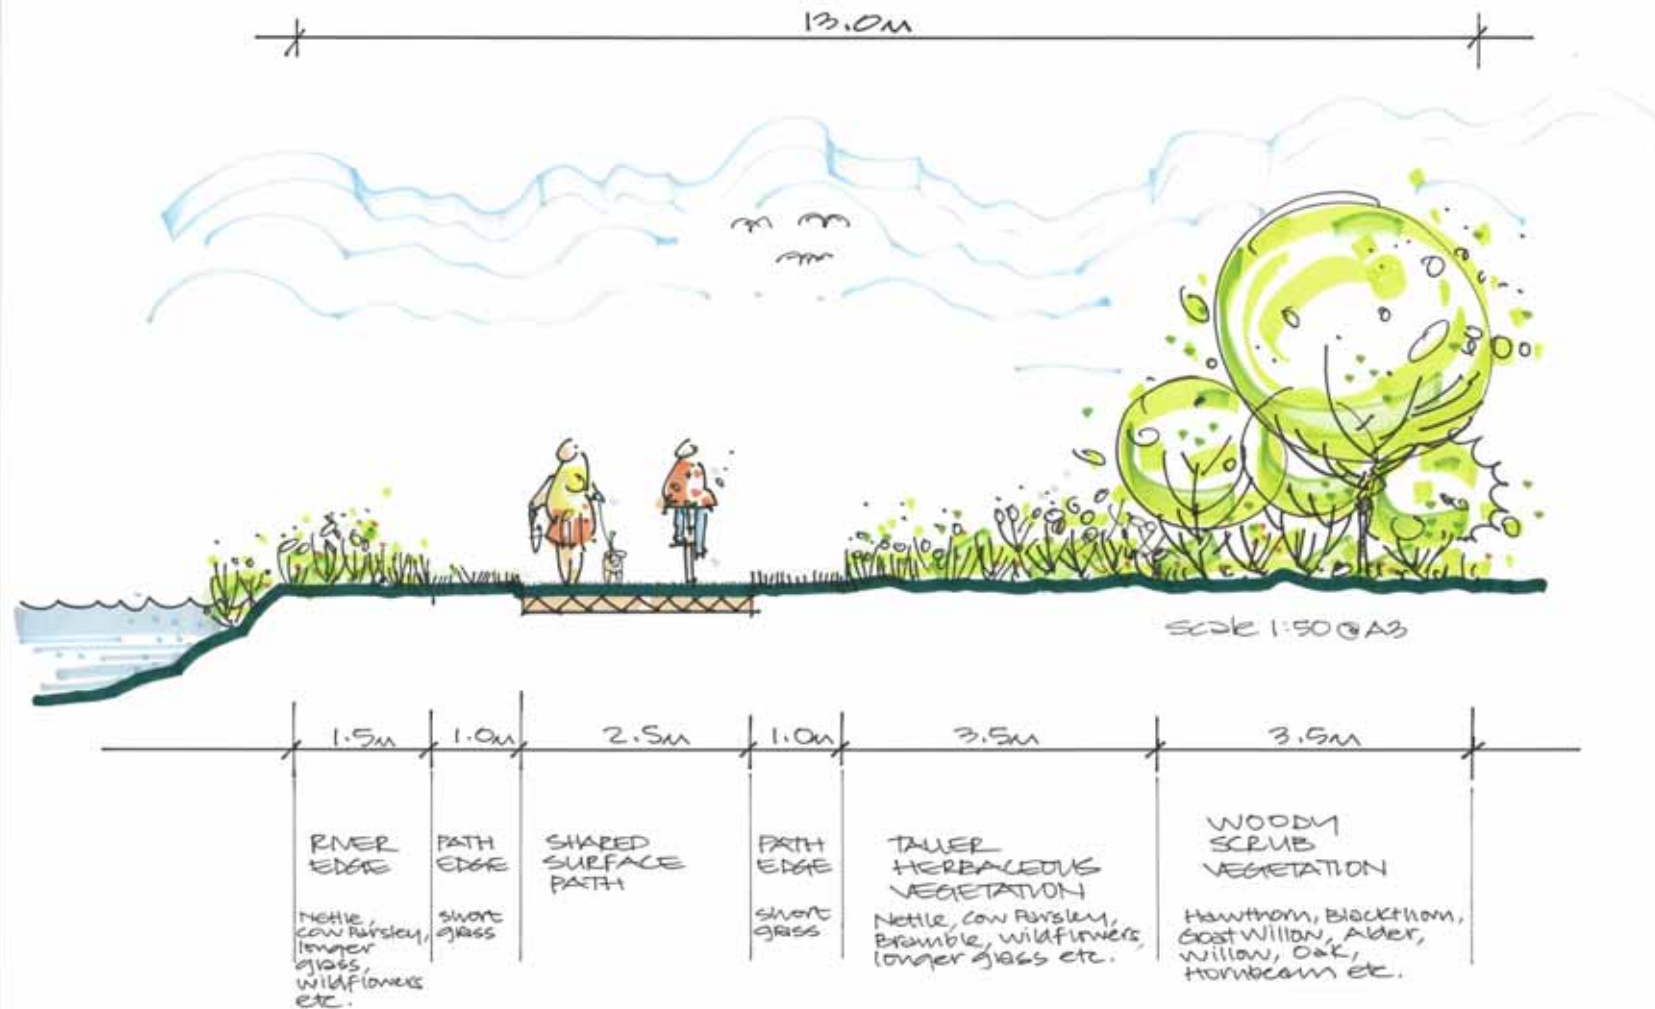 13.0m
Scale 1:50 @ A3
1.5m
1.0m
2.5m
1.0m
3.5m
3.5m
RIVER
EDGE
Nettle,
Cow Parsley,
longer
grass,
wildflowers
etc.
PATH
EDGE
short
grass
SHARED
SURFACE
PATH
PATH
EDGE
short
grass
TALLER
HERBACEOUS
VEGETATION
Nettle, Cow Parsley,
Bramble, wildflowers,
longer grass etc.
WOODY
SCRUB
VEGETATION
Hawthorn, Blackthorn,
Goat Willow, Alder,
Willow, Oak,
Hornbeam etc.